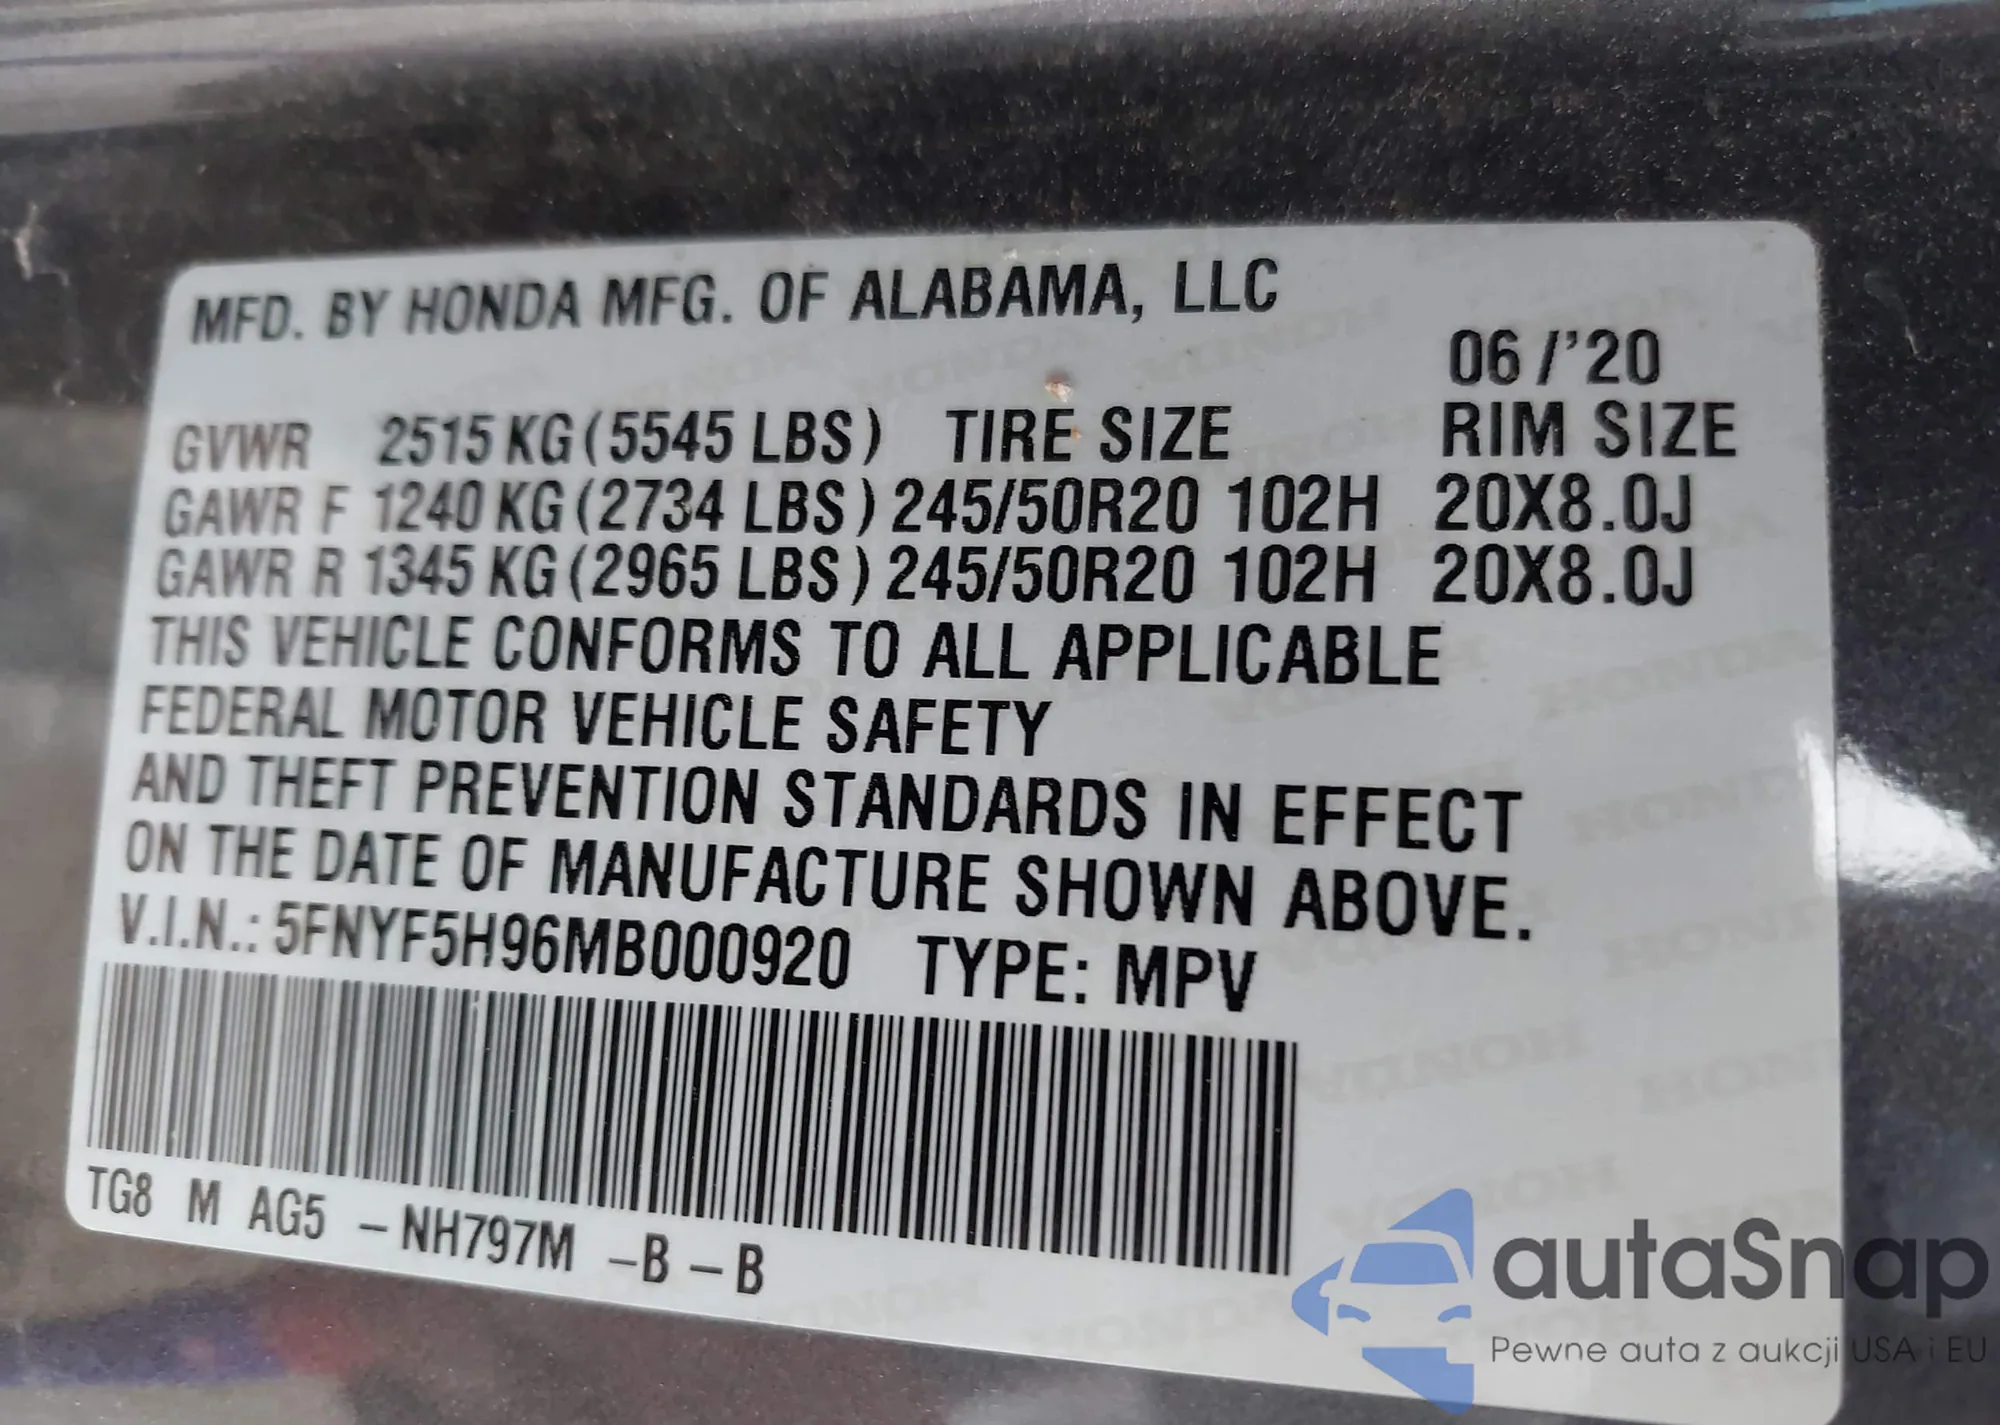 MFD. BY HONDA MFG. OF ALABAMA, LLC
06/'20
GVWR 2515 KG (5545 LBS) TIRE SIZE RIM SIZE
GAWR F 1240 KG (2734 LBS) 245/50R20 102H 20X8.0J
GAWR R 1345 KG (2965 LBS) 245/50R20 102H 20X8.0J
THIS VEHICLE CONFORMS TO ALL APPLICABLE
FEDERAL MOTOR VEHICLE SAFETY
AND THEFT PREVENTION STANDARDS IN EFFECT
ON THE DATE OF MANUFACTURE SHOWN ABOVE.
V.I.N.: 5FNYF5H96MB000920 TYPE: MPV
TG8 M AG5 -NH797M -B -B
autaSnap
Pewne auta z aukcji USA i EU